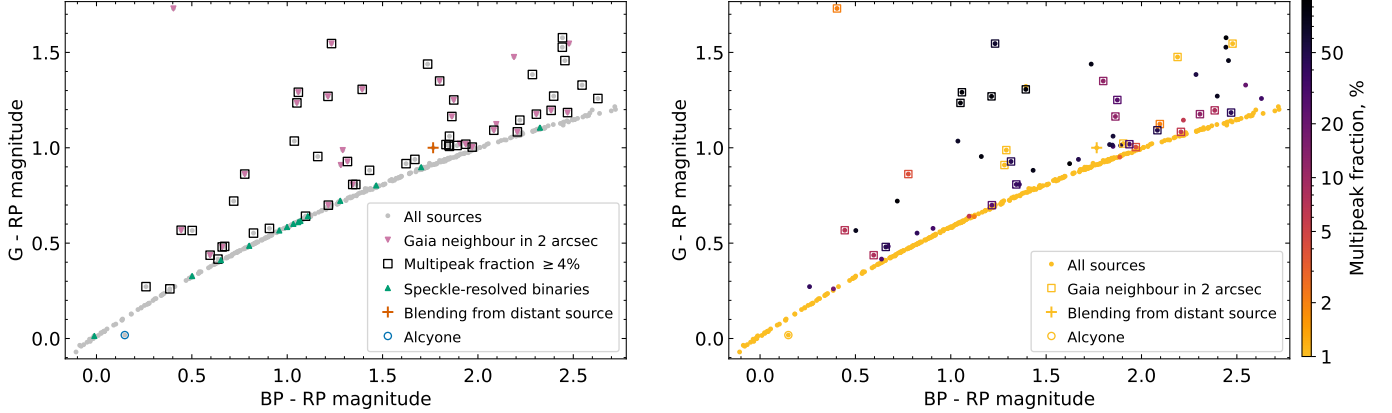 1.5
1.0
0.5
0.0
G - RP magnitude
All sources
Gaia neighbour in 2 arcsec
Multipeak fraction ≥4%
Speckle-resolved binaries
Blending from distant source
Alcyone
0.0 0.5 1.0 1.5 2.0 2.5
BP - RP magnitude
1.5
1.0
0.5
0.0
G - RP magnitude
All sources
Gaia neighbour in 2 arcsec
Blending from distant source
Alcyone
0.0 0.5 1.0 1.5 2.0 2.5
BP - RP magnitude
50
20
10
5
2
1
Multipeak fraction, %